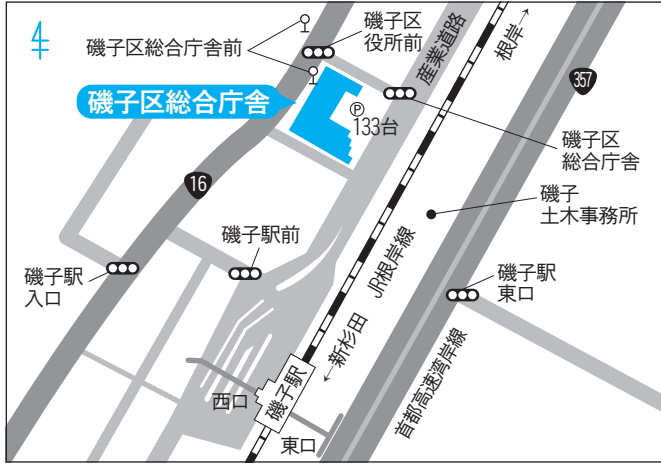 磯子区総合庁舎前
磯子区
役所前
産業道路
根岸→
357
磯子区総合庁舎
P
133台
磯子区
総合庁舎
16
磯子
土木事務所
磯子駅前
磯子駅
入口
JR根岸線
磯子駅
東口
←新杉田
首都高速湾岸線
西口
磯子駅
東口